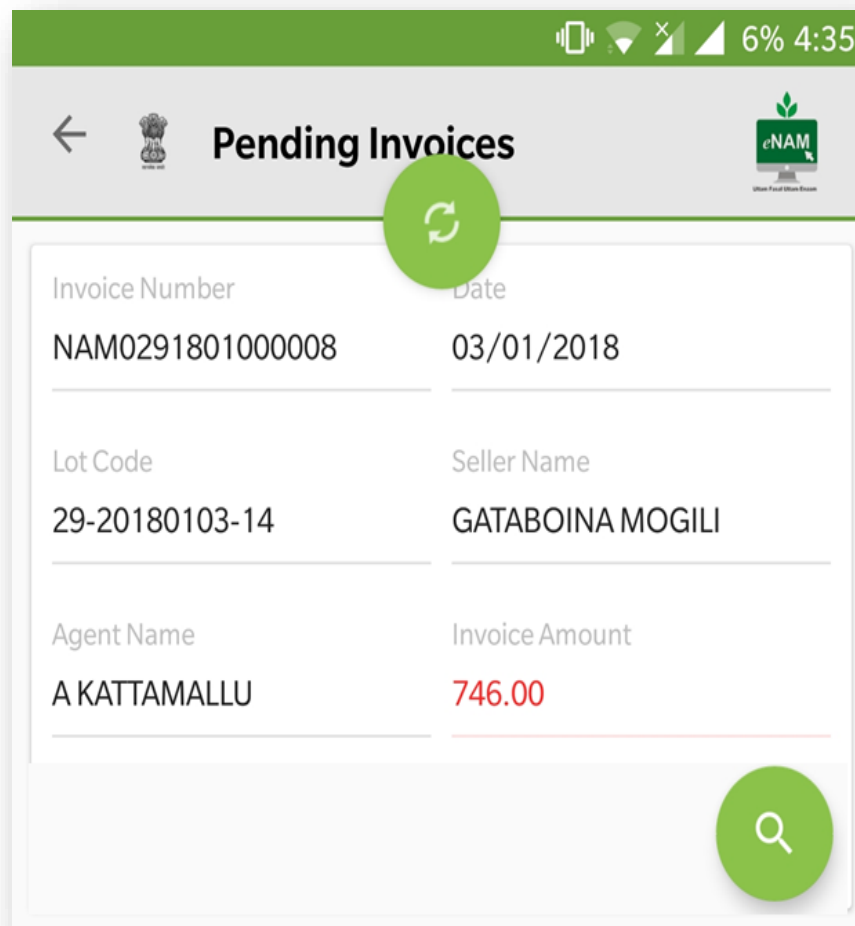 6% 4:35
Pending Invoices
eNAM
Invoice Number
Date
NAM0291801000008
03/01/2018
Lot Code
Seller Name
29-20180103-14
GATABOINA MOGILI
Agent Name
Invoice Amount
A KATTAMALLU
746.00